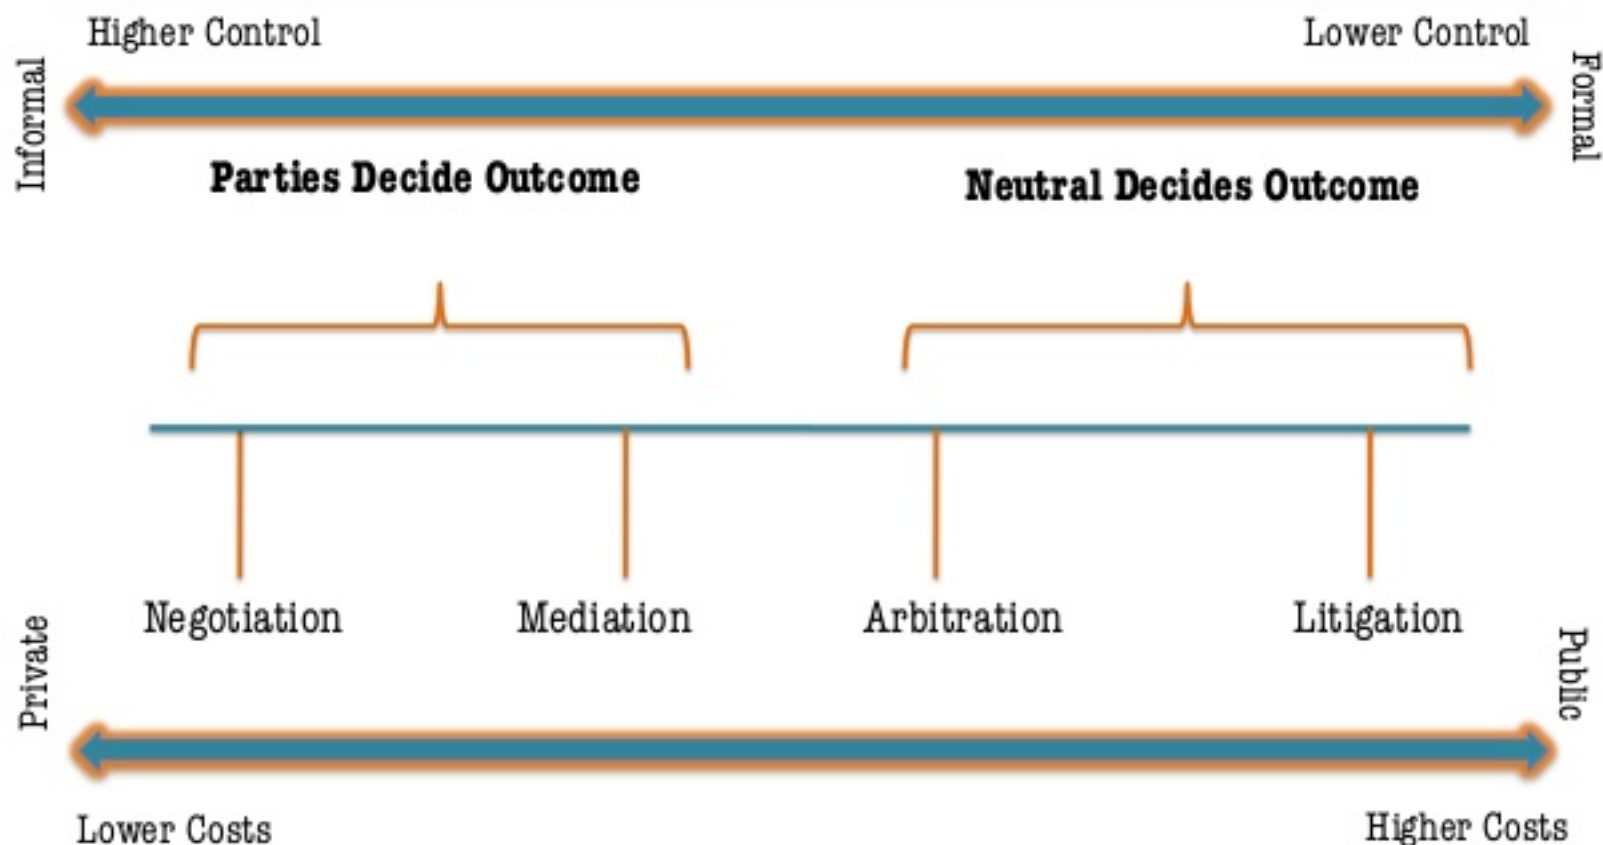 Higher Control
Lower Control
Informal
Formal
Parties Decide Outcome
Neutral Decides Outcome
Negotiation
Mediation
Arbitration
Litigation
Private
Public
Lower Costs
Higher Costs